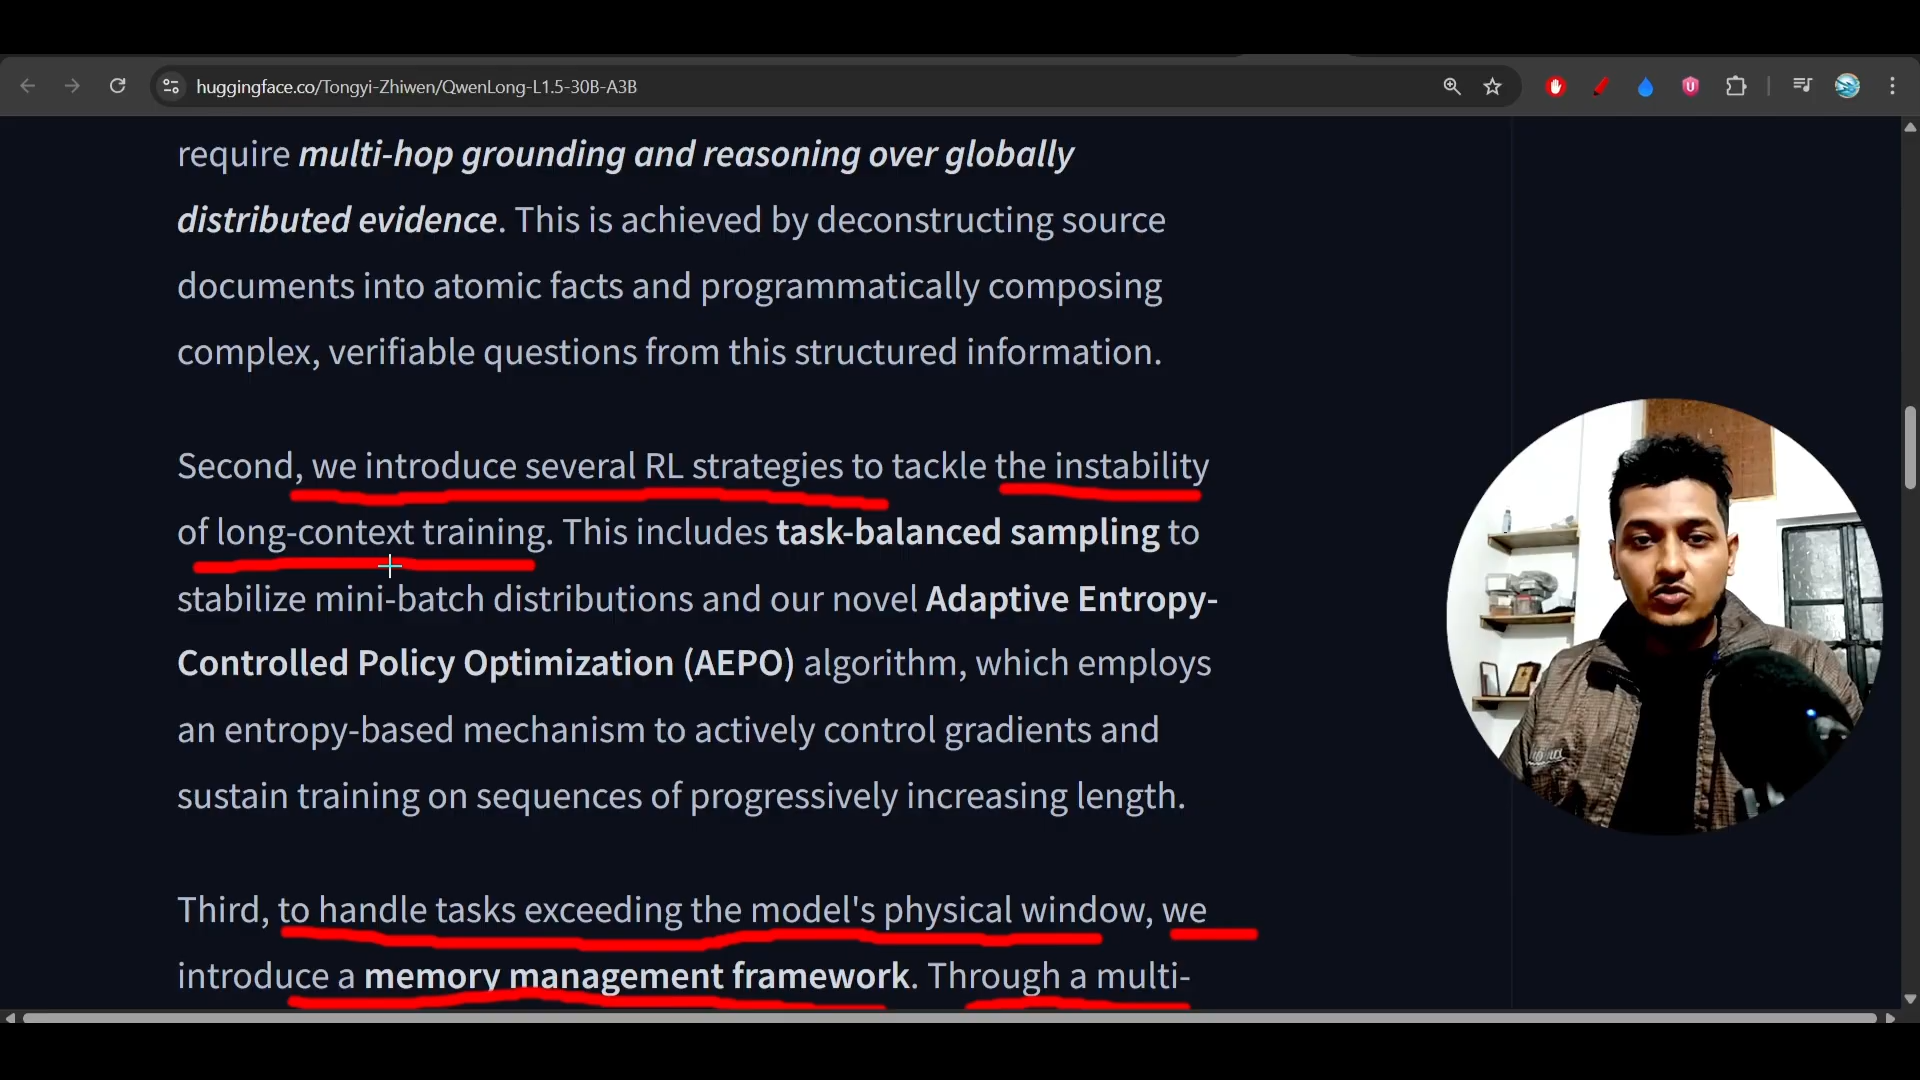 huggingface.co/Tongyi-Zhiwen/QwenLong-L1.5-30B-A3B
require multi-hop grounding and reasoning over globally
distributed evidence. This is achieved by deconstructing source
documents into atomic facts and programmatically composing
complex, verifiable questions from this structured information.
Second, we introduce several RL strategies to tackle the instability
of long-context training. This includes task-balanced sampling to
stabilize mini-batch distributions and our novel Adaptive Entropy-
Controlled Policy Optimization (AEPO) algorithm, which employs
an entropy-based mechanism to actively control gradients and
sustain training on sequences of progressively increasing length.
Third, to handle tasks exceeding the model's physical window, we
introduce a memory management framework. Through a multi-